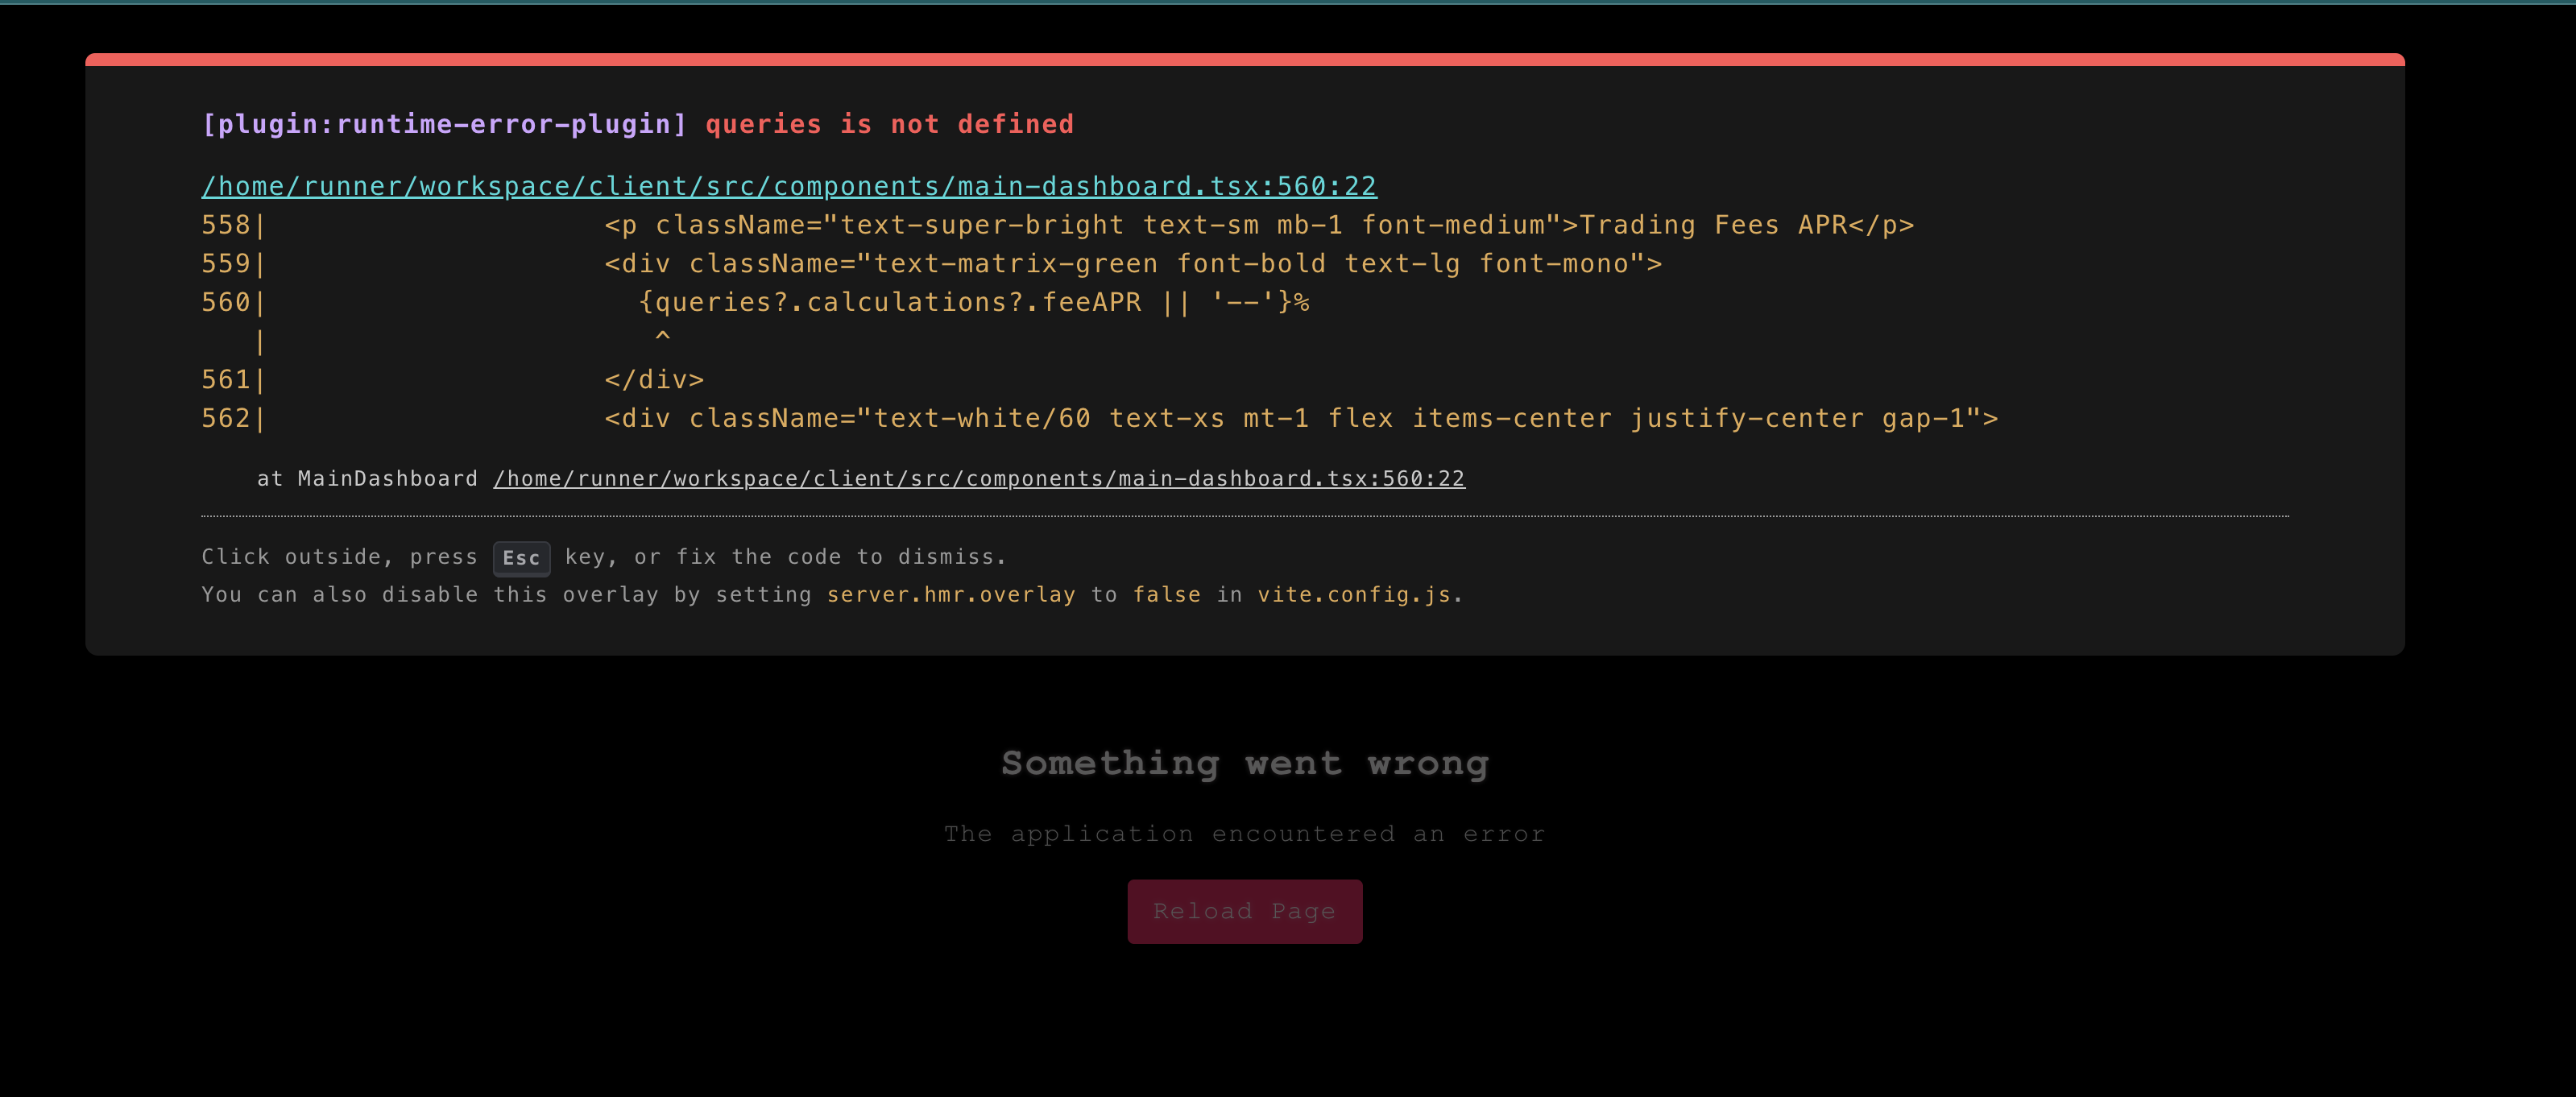 [plugin:runtime-error-plugin] queries is not defined
/home/runner/workspace/client/src/components/main-dashboard.tsx:560:22
558|                    <p className="text-super-bright text-sm mb-1 font-medium">Trading Fees APR</p>
559|                    <div className="text-matrix-green font-bold text-lg font-mono">
560|                      {queries?.calculations?.feeAPR || '--'}%
   |                       ^
561|                    </div>
562|                    <div className="text-white/60 text-xs mt-1 flex items-center justify-center gap-1">
    at MainDashboard /home/runner/workspace/client/src/components/main-dashboard.tsx:560:22
Click outside, press Esc key, or fix the code to dismiss.
You can also disable this overlay by setting server.hmr.overlay to false in vite.config.js.
Something went wrong
The application encountered an error
Reload Page